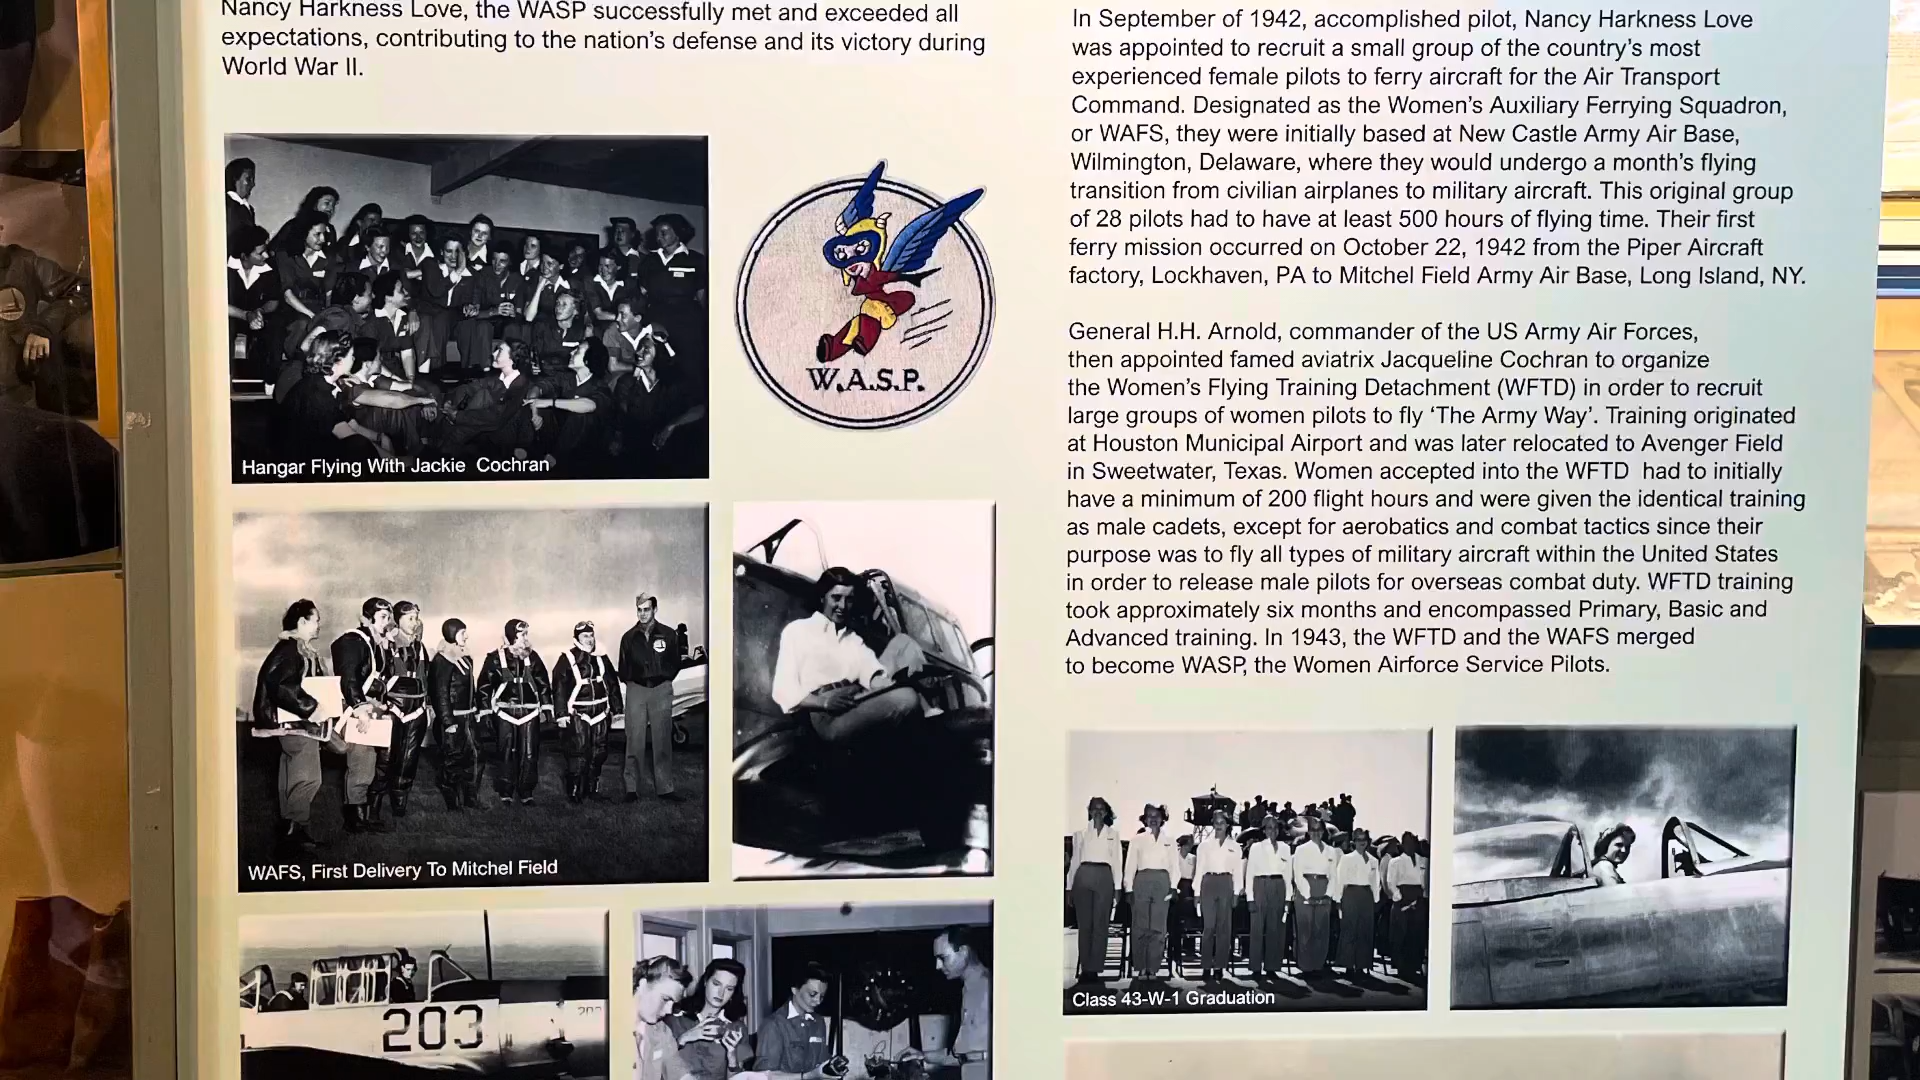 Nancy Harkness Love, the WASP successfully met and exceeded all
expectations, contributing to the nation's defense and its victory during
World War II.
W.A.S.P.
Hangar Flying With Jackie Cochran
WAFS, First Delivery To Mitchel Field
203
203
In September of 1942, accomplished pilot, Nancy Harkness Love
was appointed to recruit a small group of the country's most
experienced female pilots to ferry aircraft for the Air Transport
Command. Designated as the Women's Auxiliary Ferrying Squadron,
or WAFS, they were initially based at New Castle Army Air Base,
Wilmington, Delaware, where they would undergo a month's flying
transition from civilian airplanes to military aircraft. This original group
of 28 pilots had to have at least 500 hours of flying time. Their first
ferry mission occurred on October 22, 1942 from the Piper Aircraft
factory, Lockhaven, PA to Mitchel Field Army Air Base, Long Island, NY.
General H.H. Arnold, commander of the US Army Air Forces,
then appointed famed aviatrix Jacqueline Cochran to organize
the Women's Flying Training Detachment (WFTD) in order to recruit
large groups of women pilots to fly 'The Army Way'. Training originated
at Houston Municipal Airport and was later relocated to Avenger Field
in Sweetwater, Texas. Women accepted into the WFTD had to initially
have a minimum of 200 flight hours and were given the identical training
as male cadets, except for aerobatics and combat tactics since their
purpose was to fly all types of military aircraft within the United States
in order to release male pilots for overseas combat duty. WFTD training
took approximately six months and encompassed Primary, Basic and
Advanced training. In 1943, the WFTD and the WAFS merged
to become WASP, the Women Airforce Service Pilots.
Class 43-W-1 Graduation